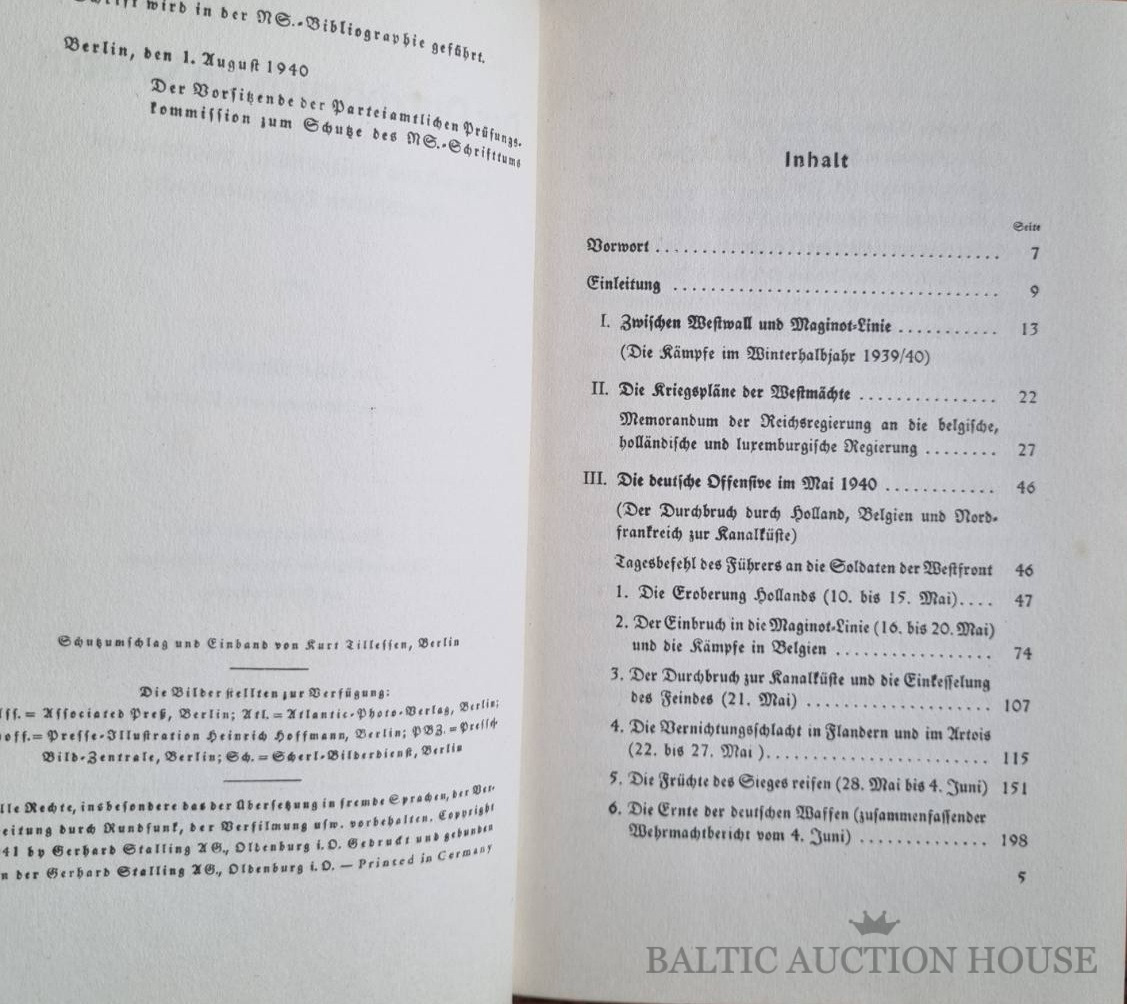 wird in der NS.-Bibliographie geführt.
Berlin, den 1. August 1940
Der Vorsitzende der Parteiamtlichen Prüfungs-
kommission zum Schutze des NS.-Schrifttums
Schutzumschlag und Einband von Kurt Tillessen, Berlin
Die Bilder stellten zur Verfügung:
= Associated Preß, Berlin; Atl. = Atlantic-Photo-Verlag, Berlin;
= Presse-Illustration Heinrich Hoffmann, Berlin; PBZ. = Presse-
Bild-Zentrale, Berlin; Sch. = Scherl-Bilderdienst, Berlin
lle Rechte, insbesondere das der Übersetzung in fremde Sprachen, der Ver-
eitung durch Rundfunk, der Verfilmung usw. vorbehalten. Copyright
41 by Gerhard Stalling AG., Oldenburg i. O. Gedruckt und gebunden
n der Gerhard Stalling AG., Oldenburg i. O. — Printed in Germany
Inhalt
Seite
Vorwort . . . . . . . . . . . . 7
Einleitung . . . . . . . . . . . . 9
I. Zwischen Westwall und Maginot-Linie . . . . . . . . . . . 13
(Die Kämpfe im Winterhalbjahr 1939/40)
II. Die Kriegspläne der Westmächte . . . . . . . . . . . . . . . 22
Memorandum der Reichsregierung an die belgische,
holländische und luxemburgische Regierung . . . . . . . . 27
III. Die deutsche Offensive im Mai 1940 . . . . . . . . . . . . 46
(Der Durchbruch durch Holland, Belgien und Nord-
frankreich zur Kanalküste)
Tagesbefehl des Führers an die Soldaten der Westfront 46
1. Die Eroberung Hollands (10. bis 15. Mai). . . . 47
2. Der Einbruch in die Maginot-Linie (16. bis 20. Mai)
und die Kämpfe in Belgien . . . . . . . . . . . . . . . . . 74
3. Der Durchbruch zur Kanalküste und die Einkesselung
des Feindes (21. Mai) . . . . . . . . . . . . . . . . . . . . 107
4. Die Vernichtungsschlacht in Flandern und im Artois
(22. bis 27. Mai ). . . . . . . . . . . . . . . . . . . . . . . . 115
5. Die Früchte des Sieges reifen (28. Mai bis 4. Juni) 151
6. Die Ernte der deutschen Waffen (zusammenfassender
Wehrmachtbericht vom 4. Juni) . . . . . . . . . . . . . . 198
5
BALTIC AUCTION HOUSE